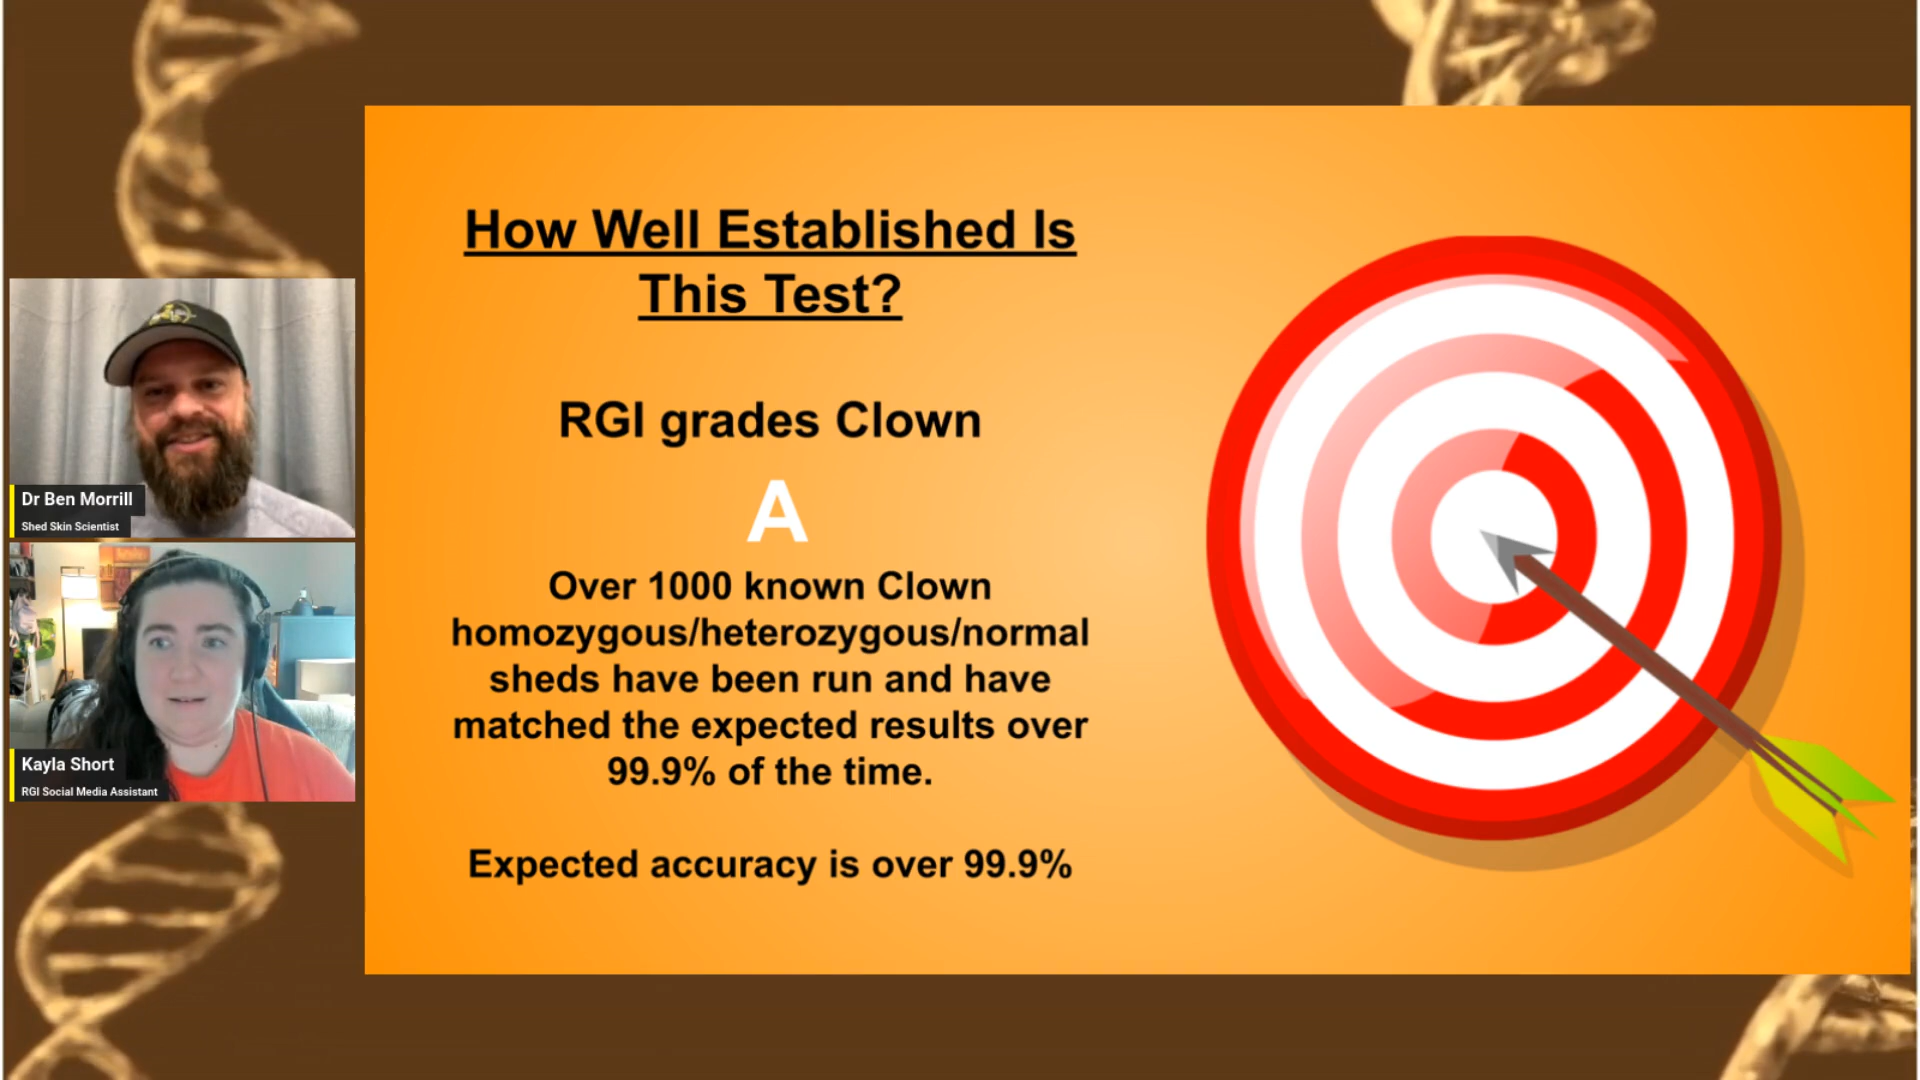 How Well Established Is
This Test?
RGI grades Clown
A
Over 1000 known Clown
homozygous/heterozygous/normal
sheds have been run and have
matched the expected results over
99.9% of the time.
Expected accuracy is over 99.9%
Dr Ben Morrill
Shed Skin Scientist
Kayla Short
RGI Social Media Assistant